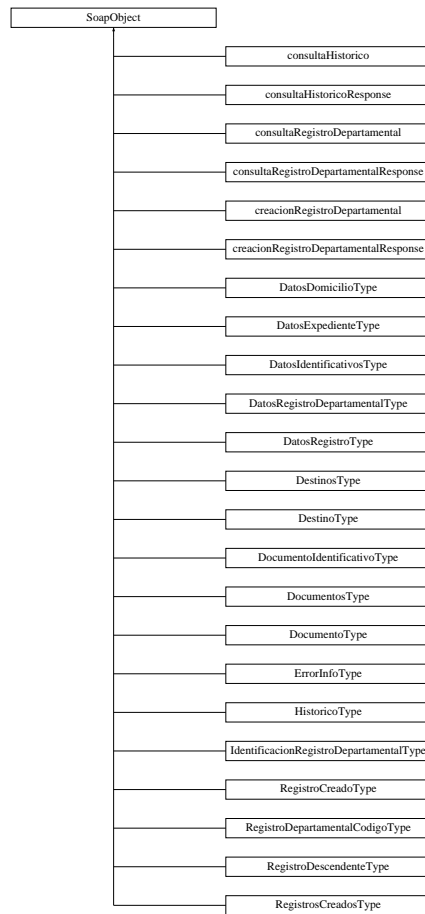 SoapObject
consultaHistorico
consultaHistoricoResponse
consultaRegistroDepartamental
consultaRegistroDepartamentalResponse
creacionRegistroDepartamental
creacionRegistroDepartamentalResponse
DatosDomicilioType
DatosExpedienteType
DatosIdentificativosType
DatosRegistroDepartamentalType
DatosRegistroType
DestinosType
DestinoType
DocumentoIdentificativoType
DocumentosType
DocumentoType
ErrorInfoType
HistoricoType
IdentificacionRegistroDepartamentalType
RegistroCreadoType
RegistroDepartamentalCodigoType
RegistroDescendenteType
RegistrosCreadosType